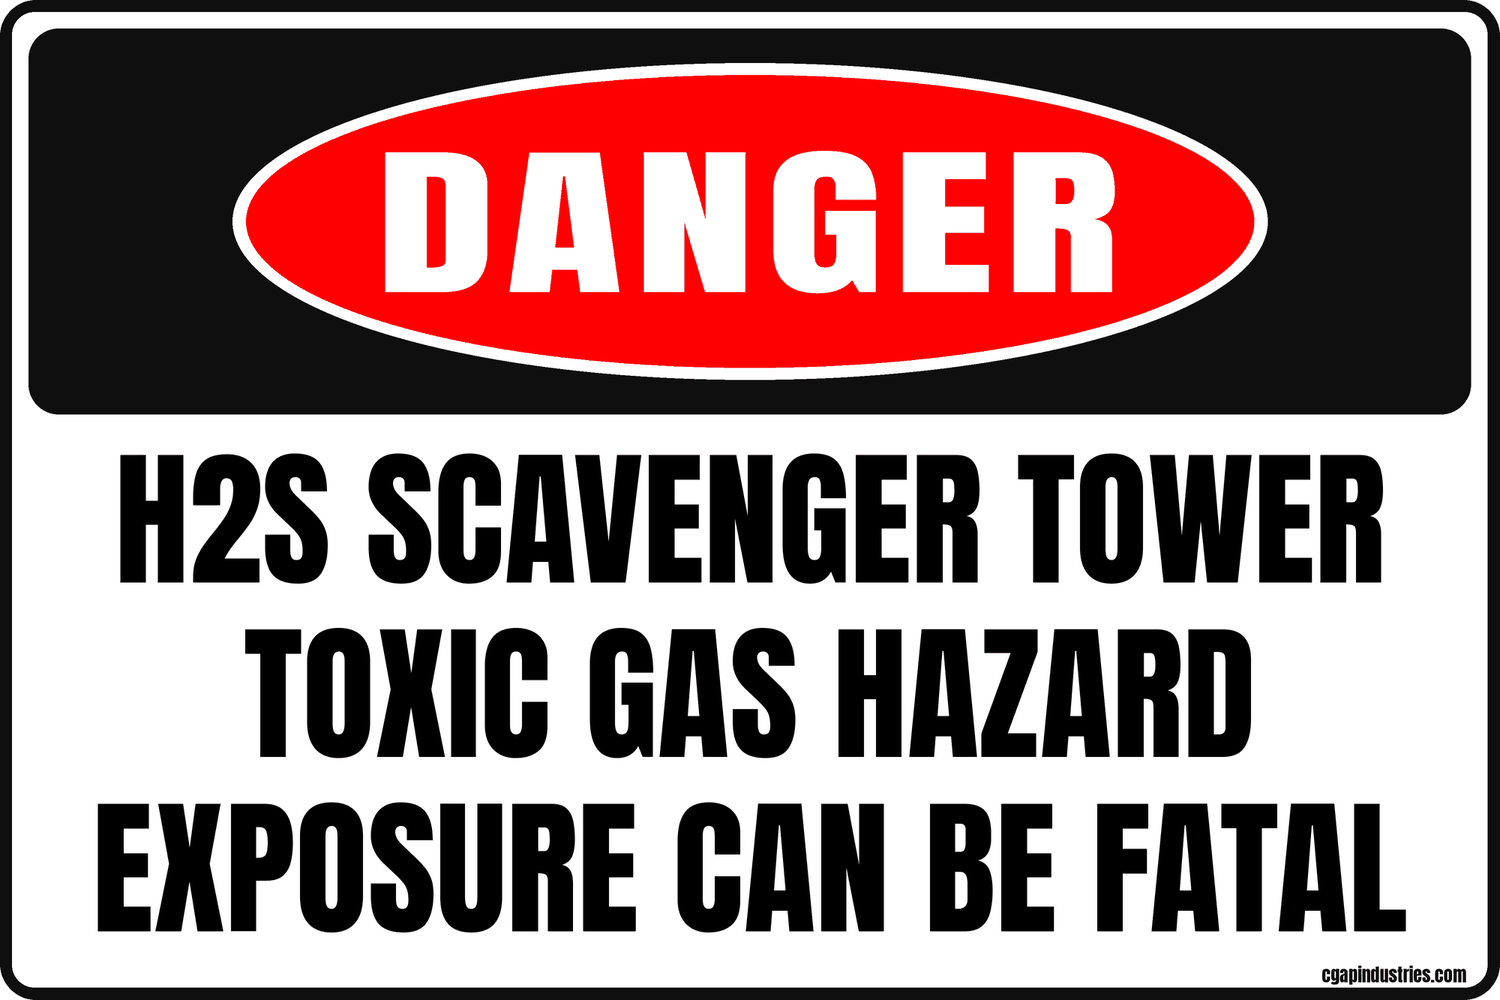 DANGER
H2S SCAVENGER TOWER
TOXIC GAS HAZARD
EXPOSURE CAN BE FATAL
cgapindustries.com